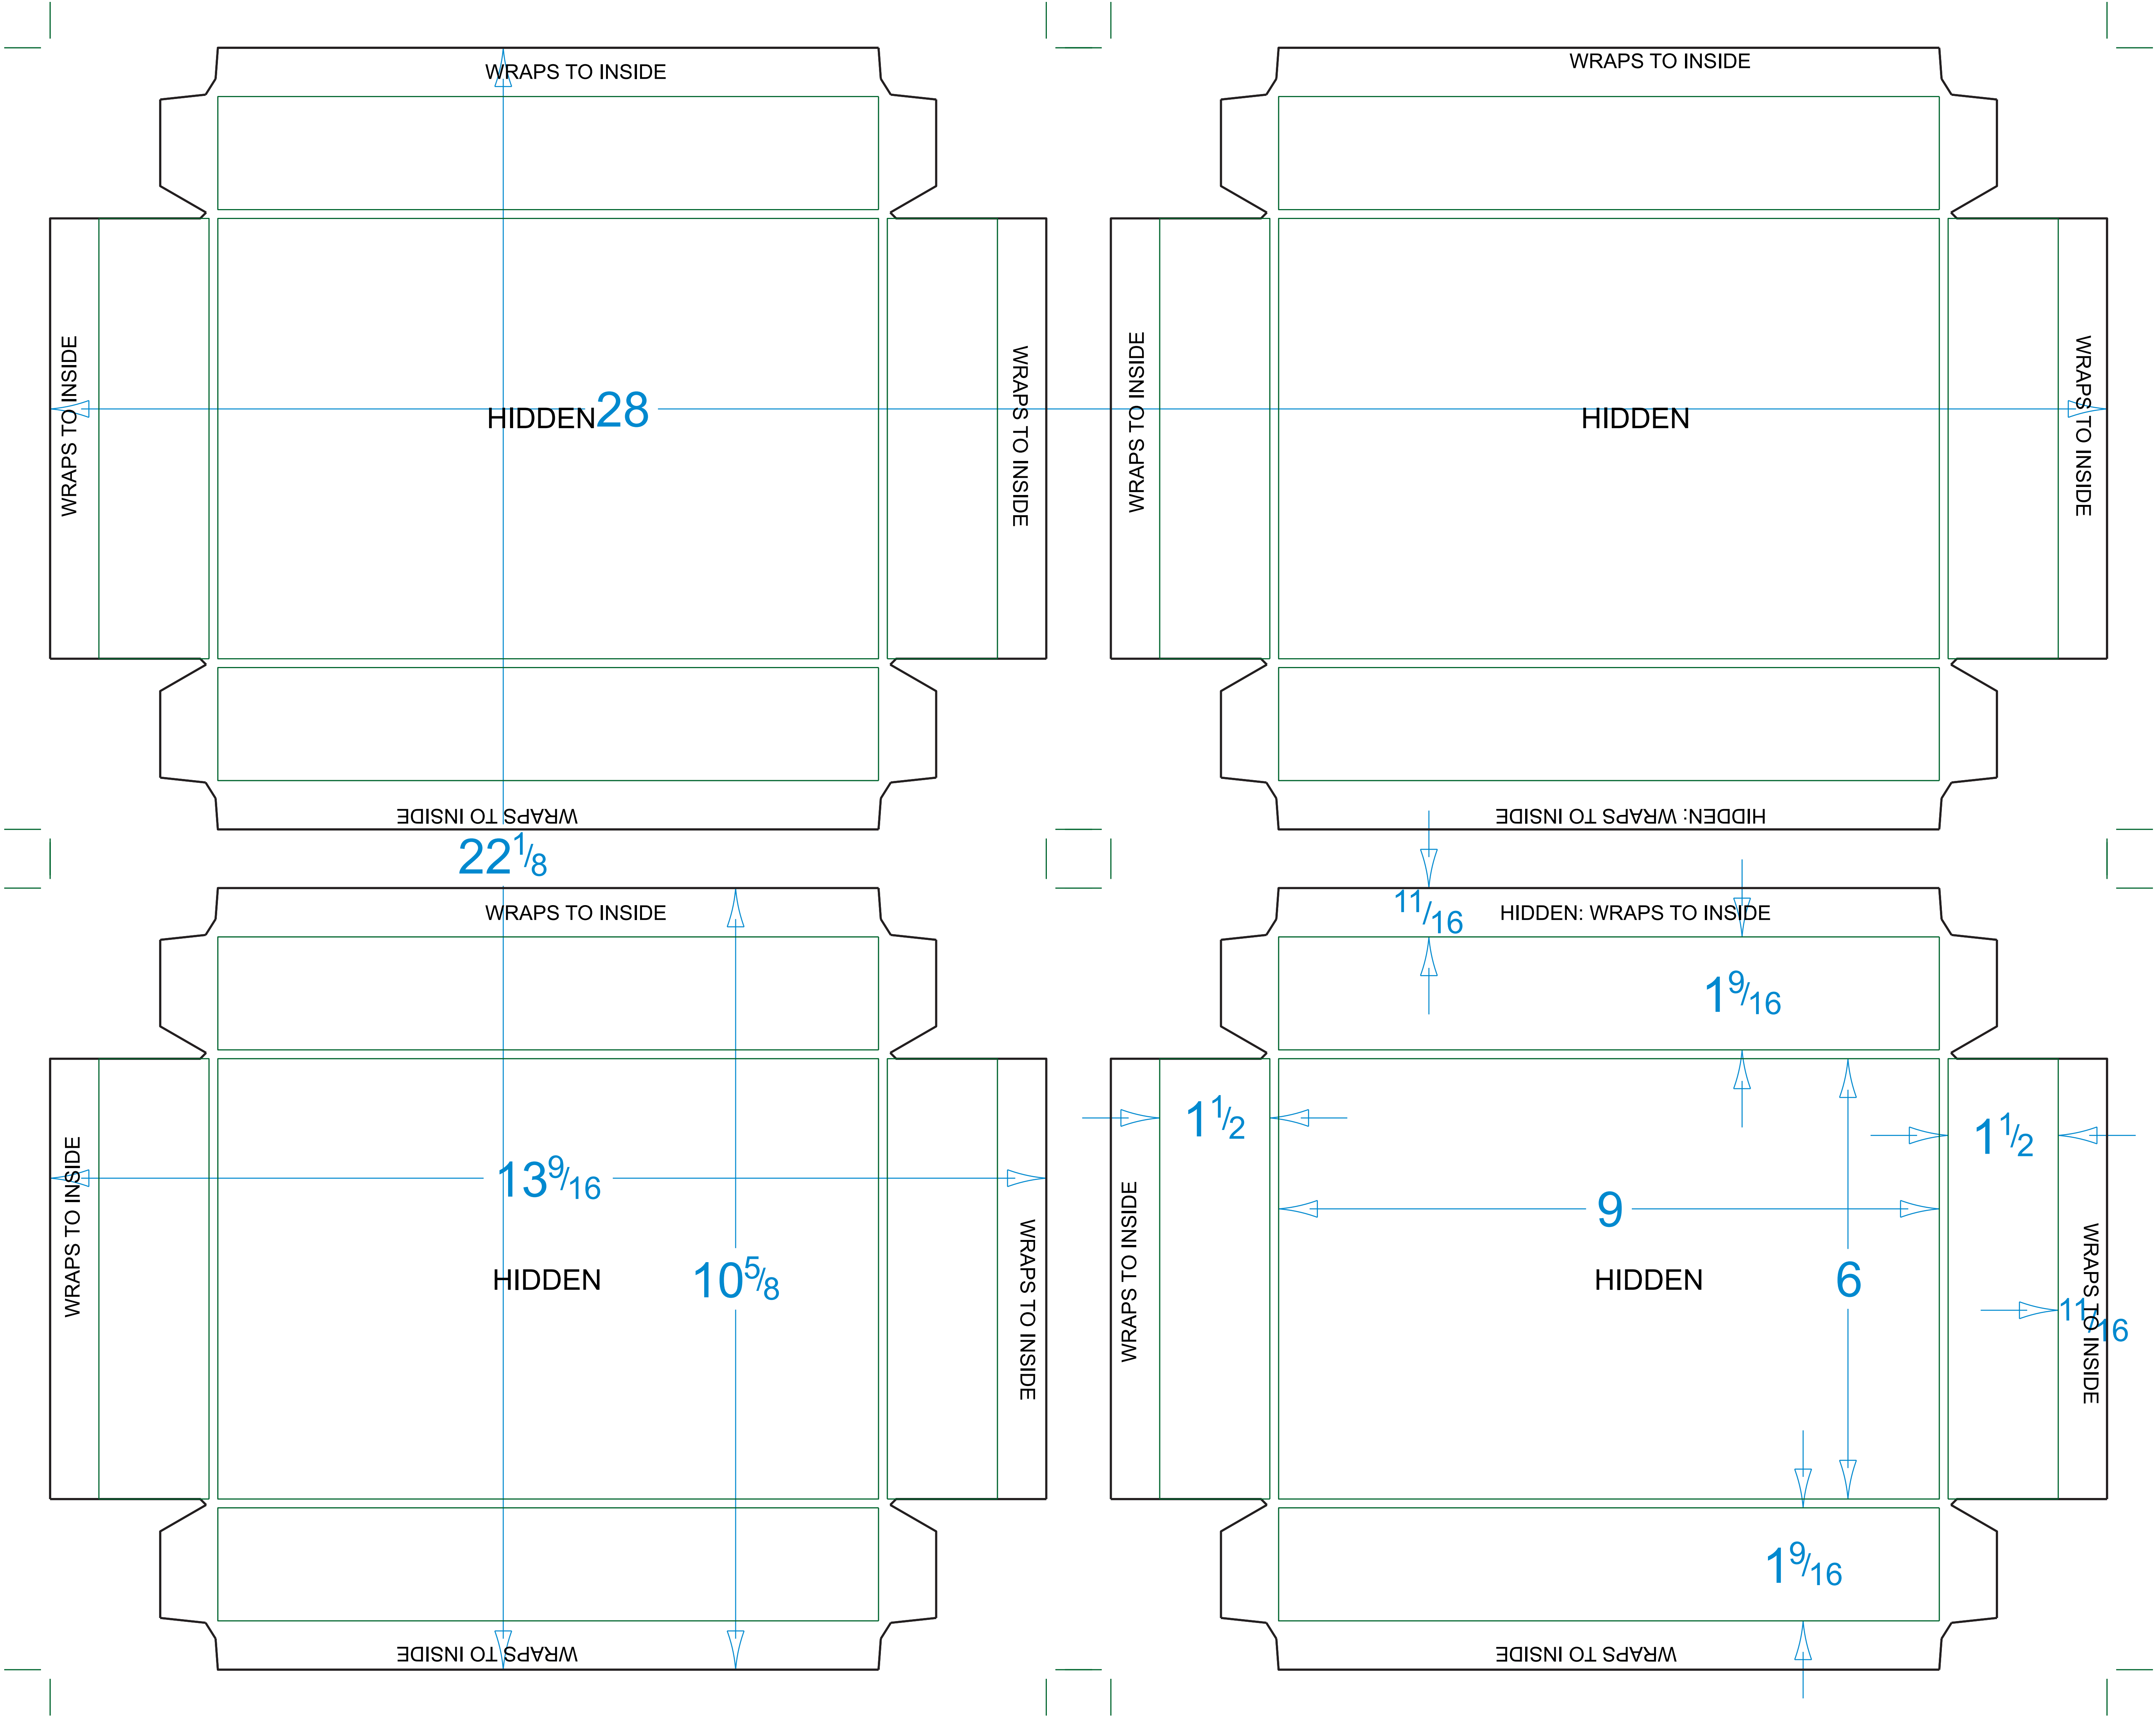 WRAPS TO INSIDE
WRAPS TO INSIDE
WRAPS TO INSIDE
HIDDEN
28
WRAPS TO INSIDE
WRAPS TO INSIDE
HIDDEN
WRAPS TO INSIDE
WRAPS TO INSIDE
HIDDEN: WRAPS TO INSIDE
22 1/8
WRAPS TO INSIDE
11/16
HIDDEN: WRAPS TO INSIDE
1 9/16
WRAPS TO INSIDE
13 9/16
HIDDEN
10 5/8
WRAPS TO INSIDE
WRAPS TO INSIDE
1 1/2
9
HIDDEN
6
1 1/2
11/16
WRAPS TO INSIDE
1 9/16
WRAPS TO INSIDE
WRAPS TO INSIDE